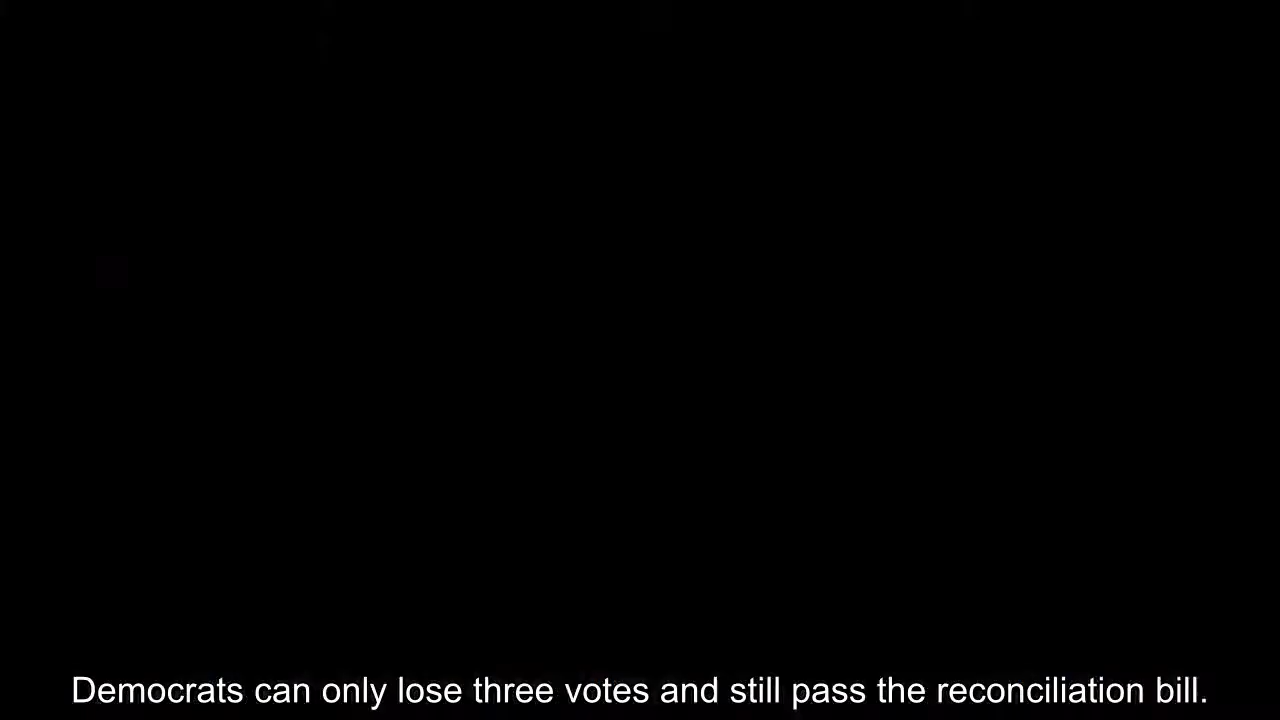 Democrats can only lose three votes and still pass the reconciliation bill.